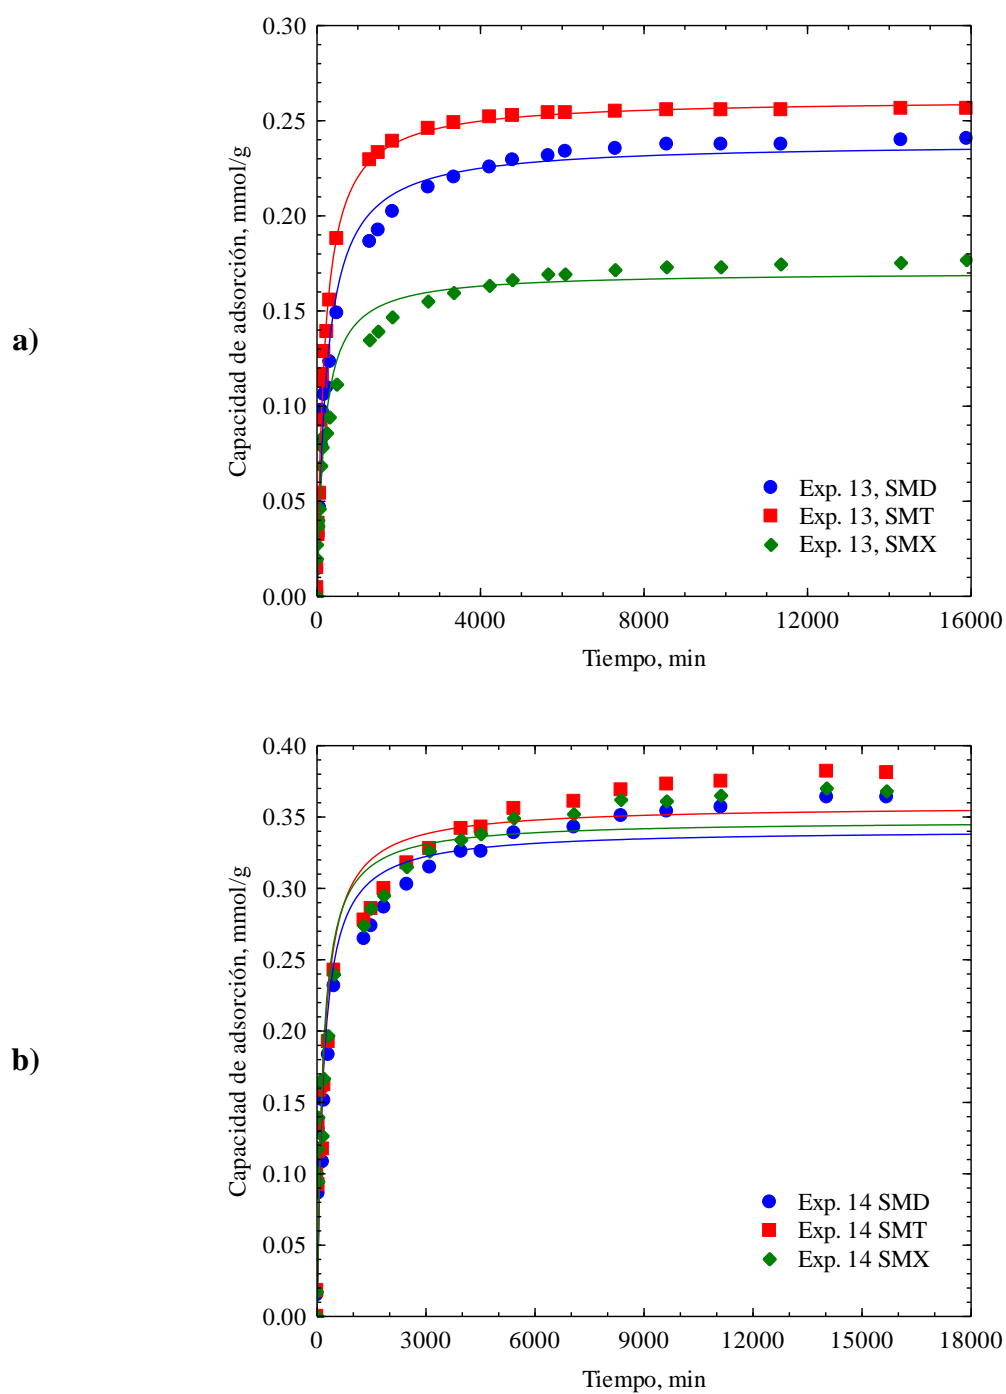 a)
Capacidad de adsorción, mmol/g
0.30
0.25
0.20
0.15
0.10
0.05
0.00
Exp. 13, SMD
Exp. 13, SMT
Exp. 13, SMX
0 4000 8000 12000 16000
Tiempo, min
b)
Capacidad de adsorción, mmol/g
0.40
0.35
0.30
0.25
0.20
0.15
0.10
0.05
0.00
Exp. 14 SMD
Exp. 14 SMT
Exp. 14 SMX
0 3000 6000 9000 12000 15000 18000
Tiempo, min